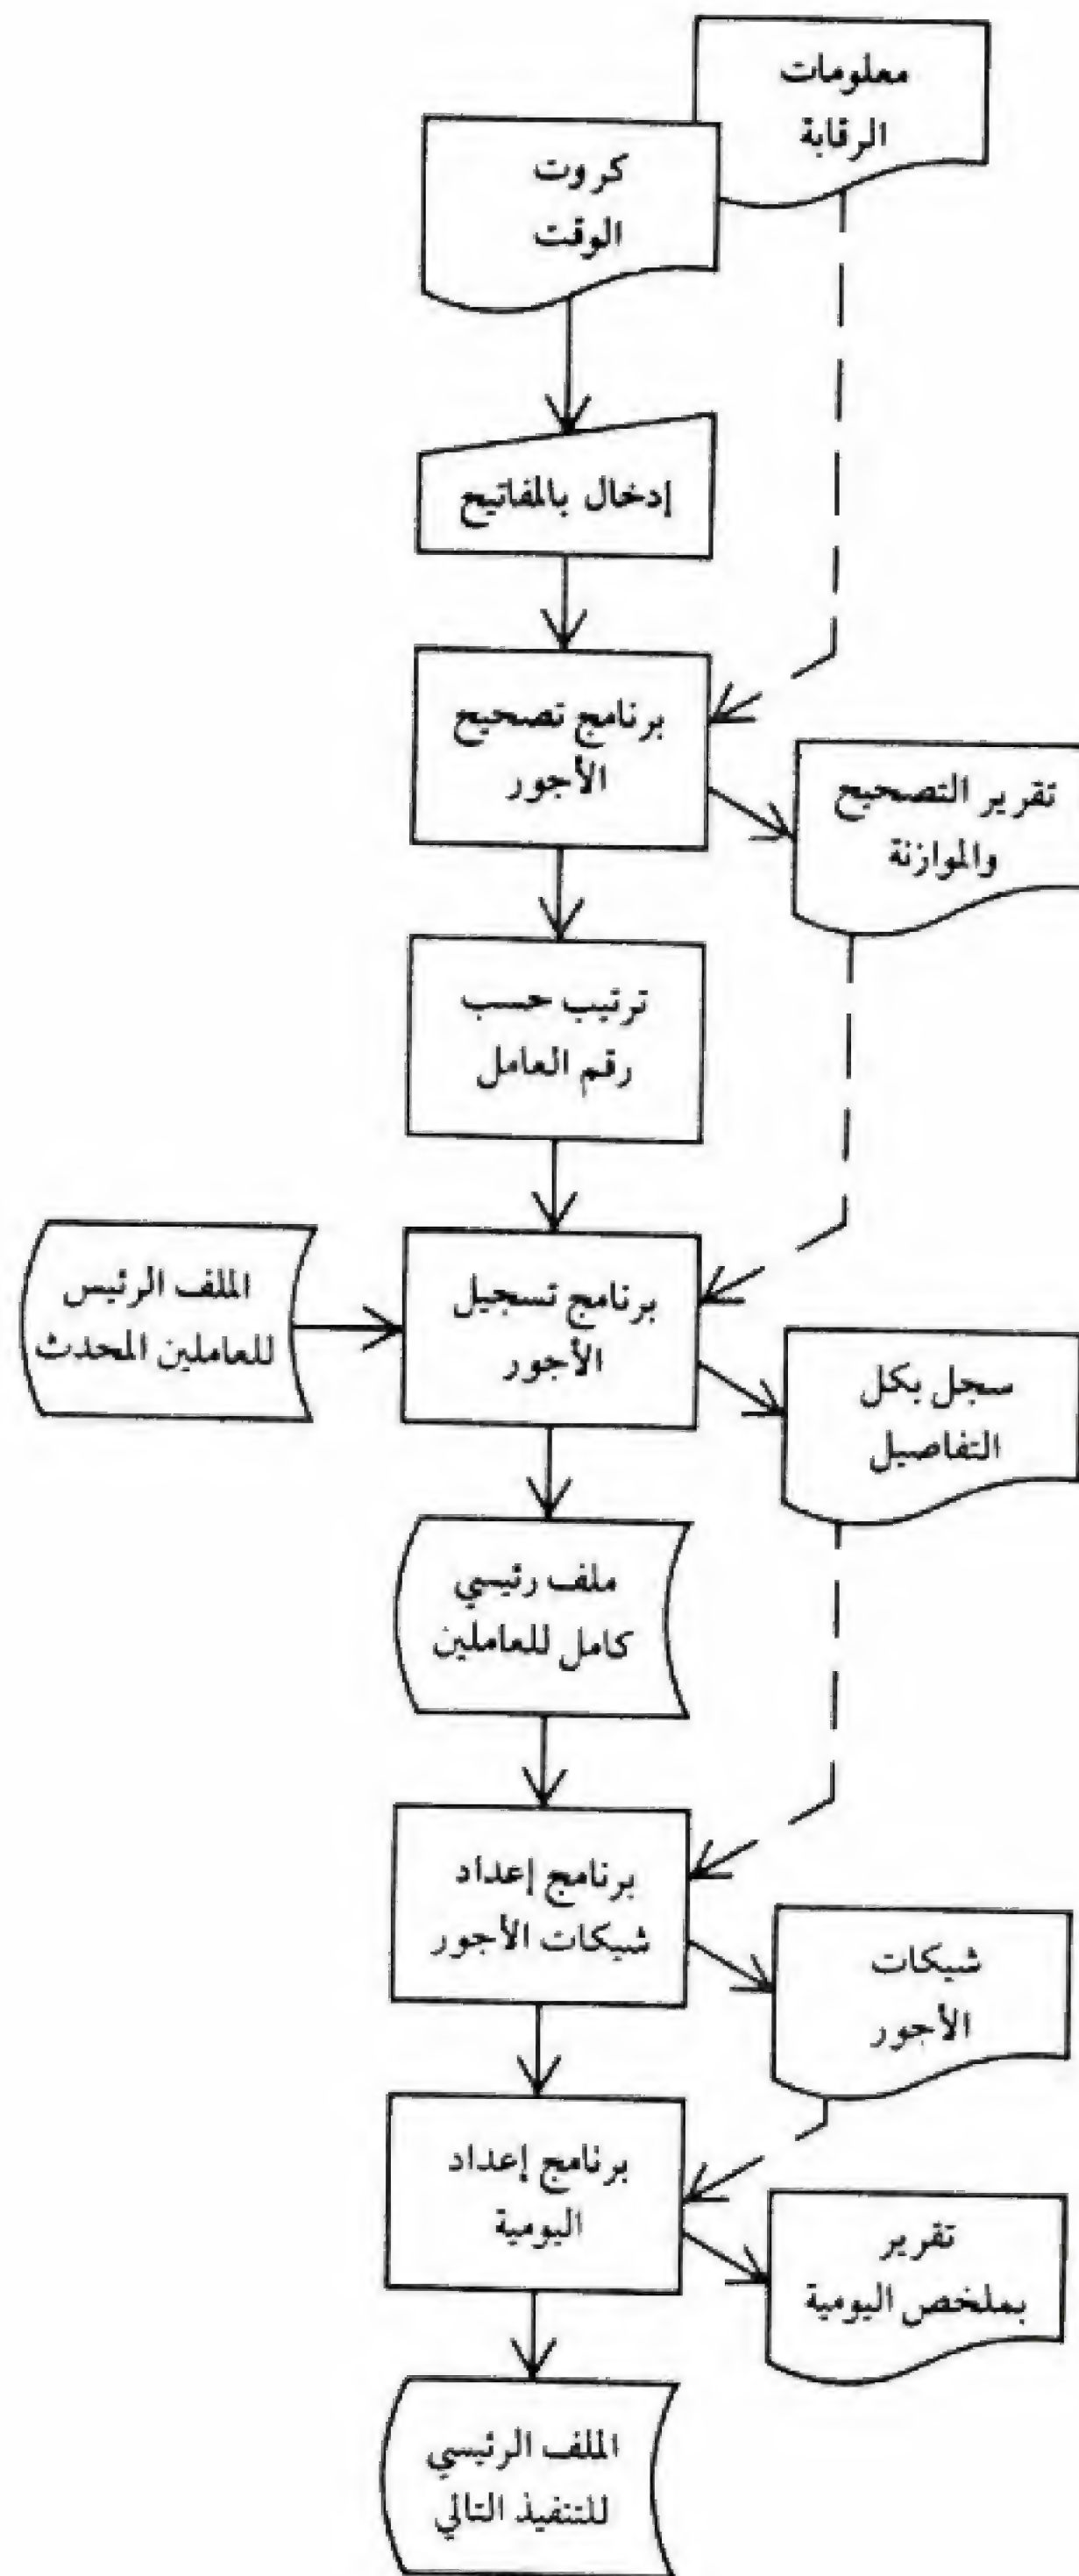 معلومات
الرقابة
كروت
الوقت
إدخال بالمفاتيح
برنامج تصحيح
الأجور
تقرير التصحيح
والموازنة
ترتيب حسب
رقم العامل
الملف الرئيس
للعاملين المحدث
برنامج تسجيل
الأجور
سجل بكل
التفاصيل
ملف رئيسي
كامل للعاملين
برنامج إعداد
شيكات الأجور
شيكات
الأجور
برنامج إعداد
اليومية
تقرير
بملخص اليومية
الملف الرئيسي
للتنفيذ التالي